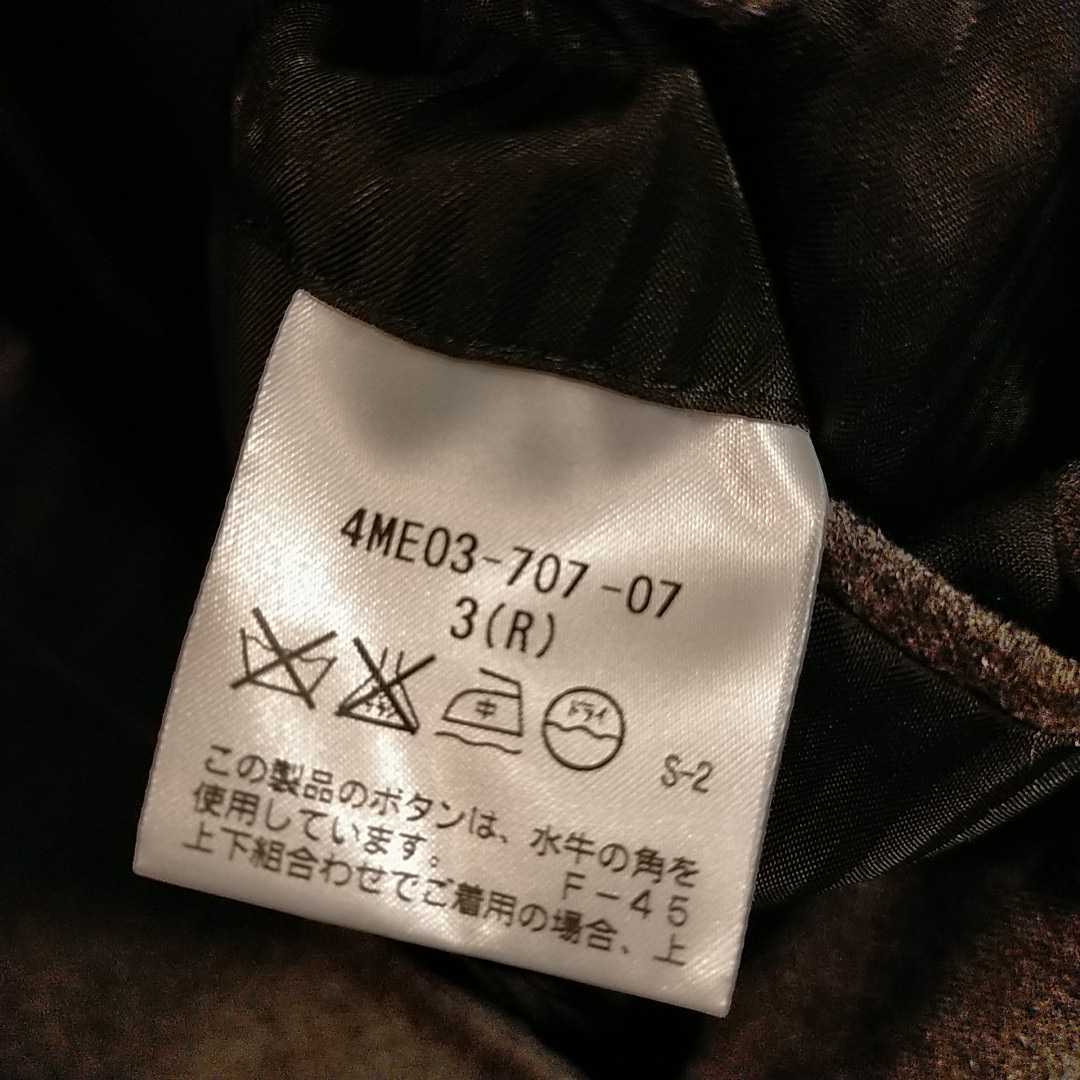 4ME03-707-07
3(R)
中 ドライ
S-2
この製品のボタンは、水牛の角を
使用しています。
F-45
上下組合わせでご着用の場合、上